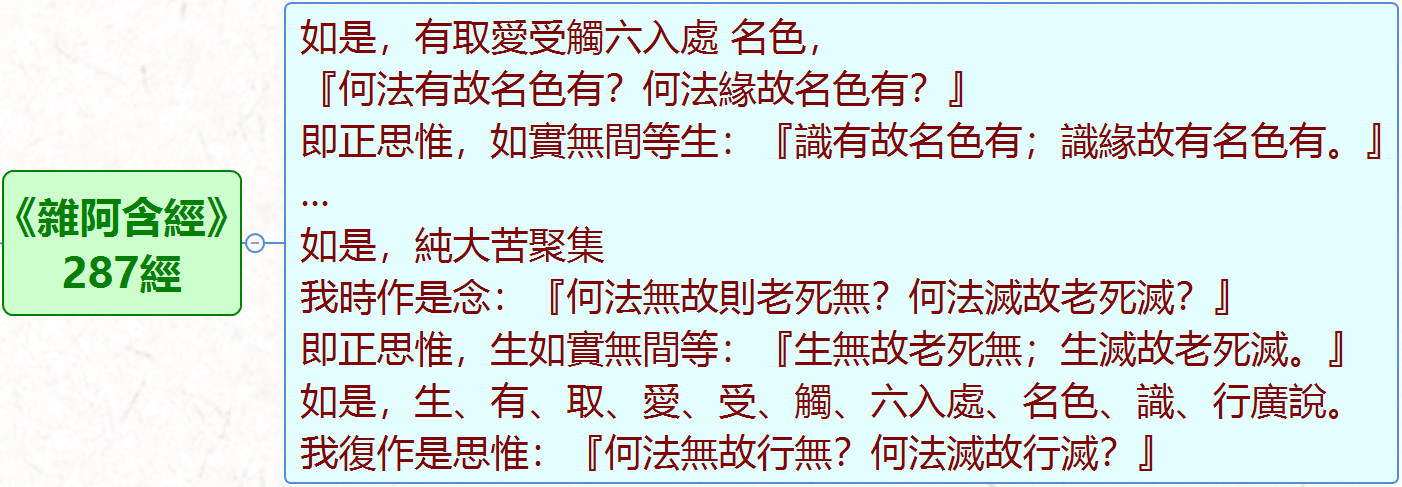 《雜阿含經》
287經
如是，有取愛受觸六入處 名色，
『何法有故名色有？何法緣故名色有？』
即正思惟，如實無間等生：『識有故名色有；識緣故有名色有。』
...
如是，純大苦聚集
我時作是念：『何法無故則老死無？何法滅故老死滅？』
即正思惟，生如實無間等：『生無故老死無；生滅故老死滅。』
如是，生、有、取、愛、受、觸、六入處、名色、識、行廣說。
我復作是思惟：『何法無故行無？何法滅故行滅？』